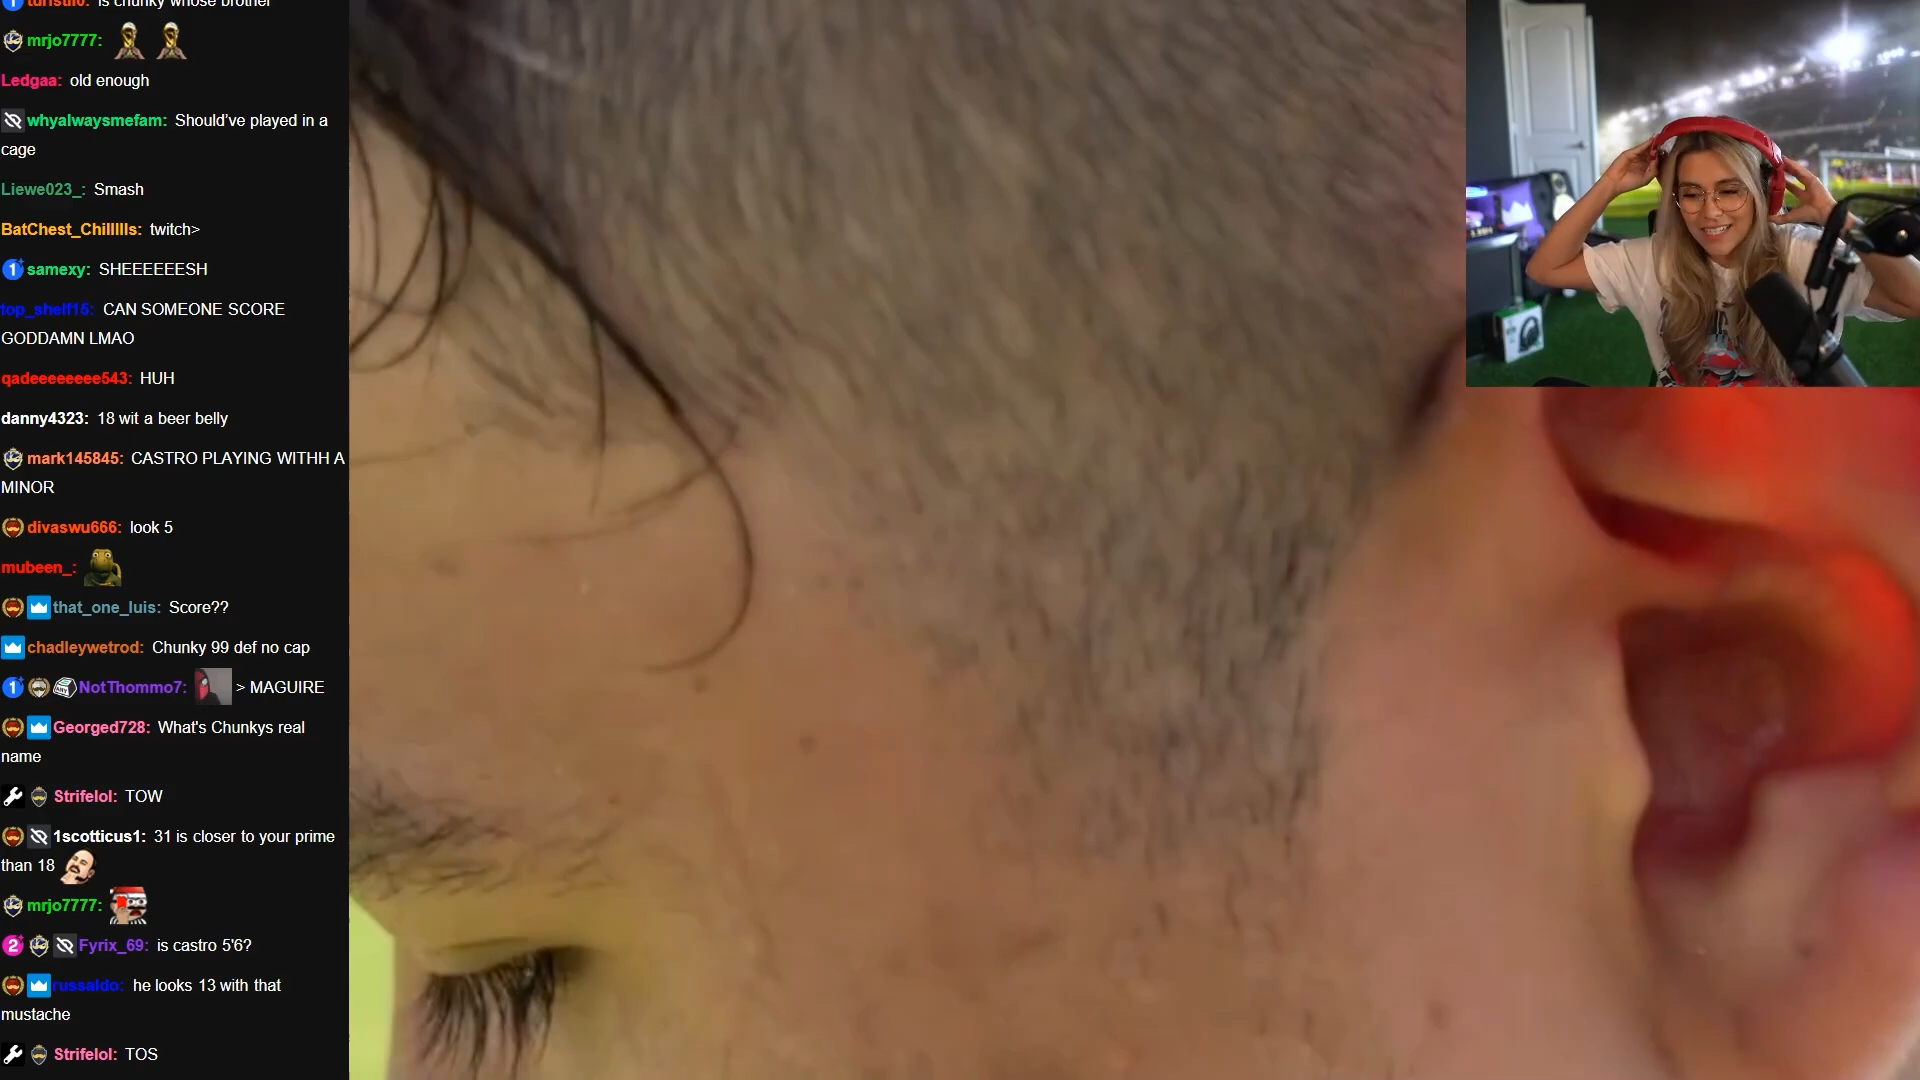 turistii0: is chunky whose brother
mrjo7777:
Ledgaa: old enough
whyalwaysmefam: Should've played in a
cage
Liewe023_: Smash
BatChest_Chillllls: twitch>
samexy: SHEEEEEESH
top_shelf15: CAN SOMEONE SCORE
GODDAMN LMAO
qadeeeeeeee543: HUH
danny4323: 18 wit a beer belly
mark145845: CASTRO PLAYING WITHH A
MINOR
divaswu666: look 5
mubeen_:
that_one_luis: Score??
chadleywetrod: Chunky 99 def no cap
NotThommo7: > MAGUIRE
Georged728: What's Chunkys real
name
Strifelol: TOW
1scotticus1: 31 is closer to your prime
than 18
mrjo7777:
Fyrix_69: is castro 5'6?
russaldo: he looks 13 with that
mustache
Strifelol: TOS